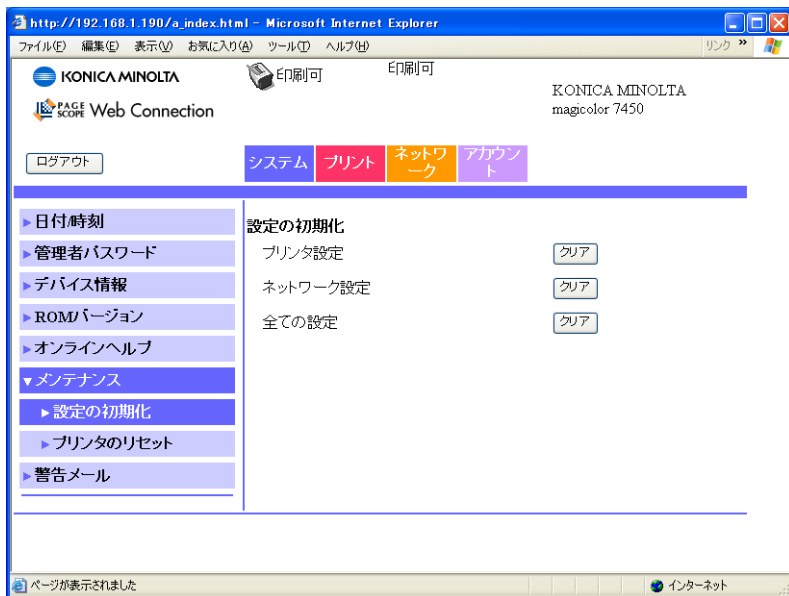 http://192.168.1.190/a_index.html - Microsoft Internet Explorer
ファイル(F) 編集(E) 表示(V) お気に入り(A) ツール(T) ヘルプ(H) リンク »
KONICA MINOLTA
印刷可
印刷可
KONICA MINOLTA
magicolor 7450
PAGE SCOPE Web Connection
ログアウト
システム
プリント
ネットワ
ーク
アカウン
ト
日付/時刻
管理者パスワード
デバイス情報
ROMバージョン
オンラインヘルプ
メンテナンス
設定の初期化
プリンタのリセット
警告メール
設定の初期化
プリンタ設定 クリア
ネットワーク設定 クリア
全ての設定 クリア
ページが表示されました
インターネット